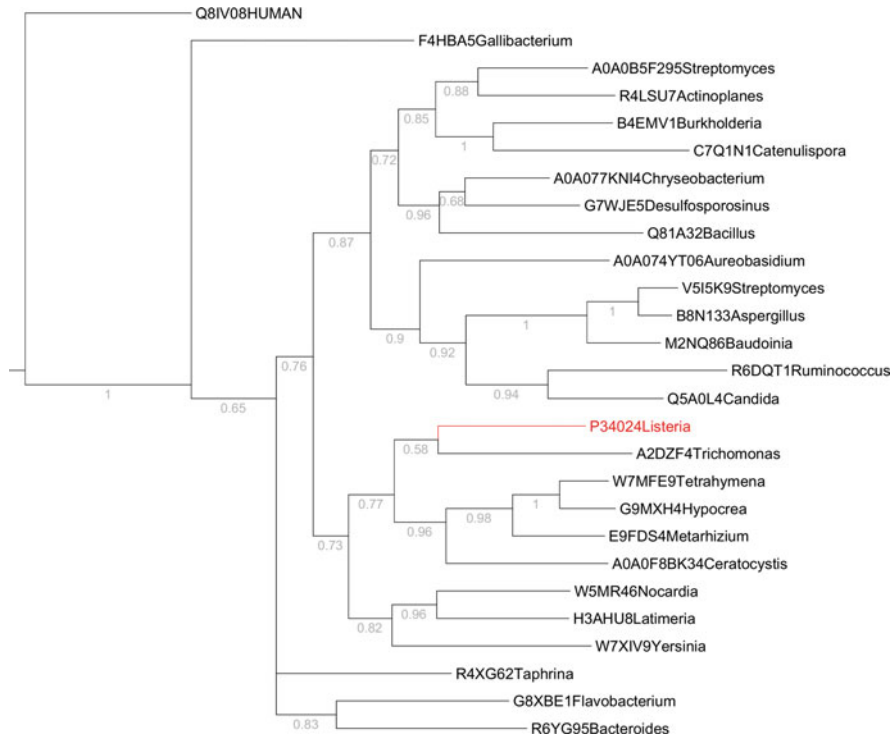 Q8IV08HUMAN
F4HBA5Gallibacterium
A0A0B5F295Streptomyces
0.88
R4LSU7Actinoplanes
0.85
B4EMV1Burkholderia
1
C7Q1N1Catenulispora
0.72
A0A077KNI4Chryseobacterium
0.68
G7WJE5Desulfosporosinus
0.96
Q81A32Bacillus
0.87
A0A074YT06Aureobasidium
V5I5K9Streptomyces
1
B8N133Aspergillus
1
M2NQ86Baudoinia
0.9
0.92
0.76
R6DQT1Ruminococcus
1
0.94
Q5A0L4Candida
0.65
P34024Listeria
0.58
A2DZF4Trichomonas
W7MFE9Tetrahymena
0.77
1
G9MXH4Hypocrea
0.98
0.96
E9FDS4Metarhizium
0.73
A0A0F8BK34Ceratocystis
W5MR46Nocardia
0.96
H3AHU8Latimeria
0.82
W7XIV9Yersinia
R4XG62Taphrina
G8XBE1Flavobacterium
0.83
R6YG95Bacteroides